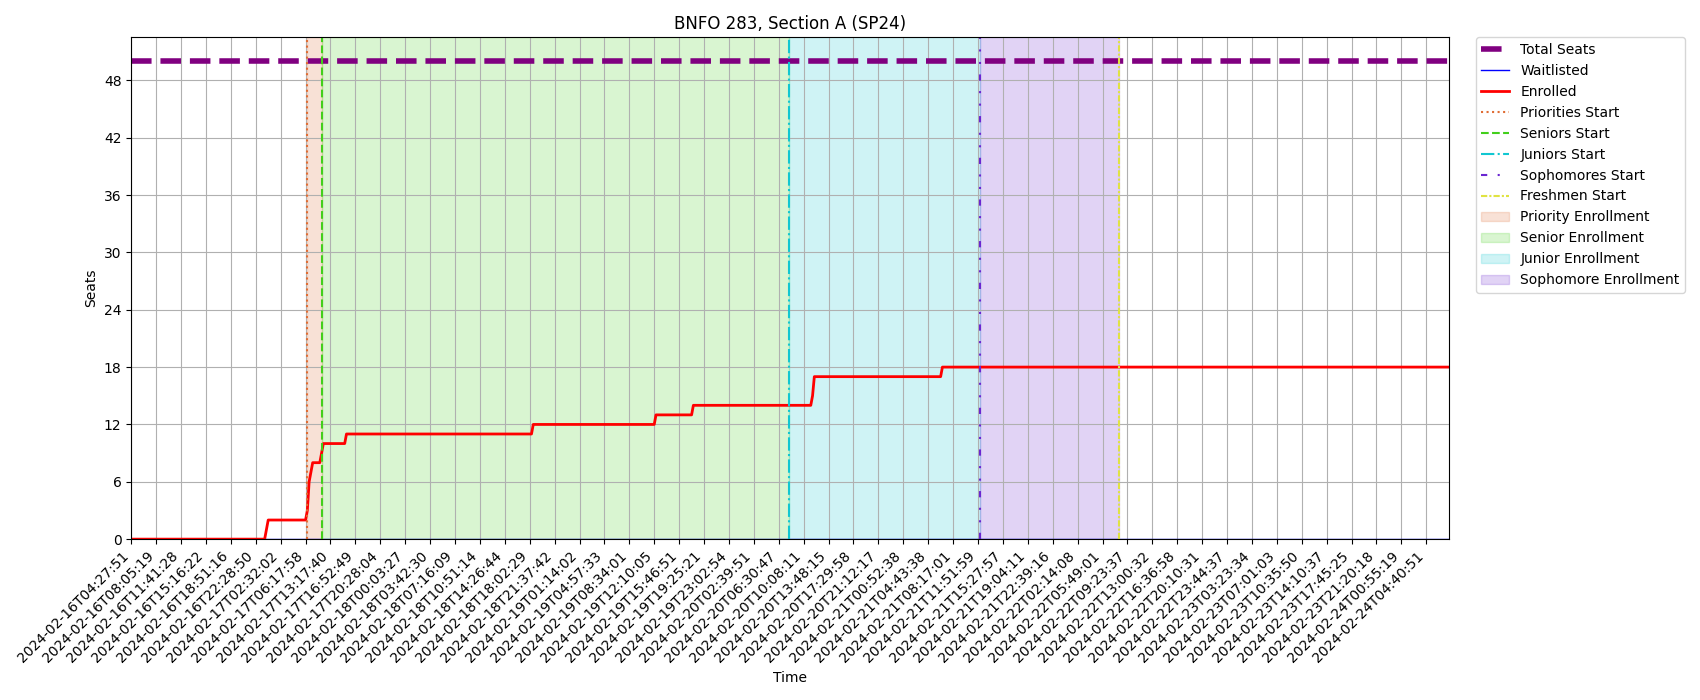 BNFO 283, Section A (SP24)
Total Seats
Waitlisted
Enrolled
Priorities Start
Seniors Start
Juniors Start
Sophomores Start
Freshmen Start
Priority Enrollment
Senior Enrollment
Junior Enrollment
Sophomore Enrollment
Seats
48
42
36
30
24
18
12
6
0
2024-02-16T04:27:51
2024-02-16T08:05:19
2024-02-16T11:41:28
2024-02-16T15:16:22
2024-02-16T18:51:16
2024-02-16T22:28:50
2024-02-17T02:32:02
2024-02-17T06:17:58
2024-02-17T13:17:40
2024-02-17T16:52:49
2024-02-17T20:28:04
2024-02-18T00:03:27
2024-02-18T03:42:30
2024-02-18T07:16:09
2024-02-18T10:51:14
2024-02-18T14:26:44
2024-02-18T18:02:29
2024-02-18T21:37:42
2024-02-19T01:14:02
2024-02-19T04:57:33
2024-02-19T08:34:01
2024-02-19T12:10:05
2024-02-19T15:46:51
2024-02-19T19:25:21
2024-02-19T23:02:54
2024-02-20T02:39:51
2024-02-20T06:30:47
2024-02-20T10:08:11
2024-02-20T13:48:15
2024-02-20T17:29:58
2024-02-20T21:12:17
2024-02-21T00:52:38
2024-02-21T04:43:38
2024-02-21T08:17:01
2024-02-21T11:51:59
2024-02-21T15:27:57
2024-02-21T19:04:11
2024-02-21T22:39:16
2024-02-22T02:14:08
2024-02-22T05:49:01
2024-02-22T09:23:37
2024-02-22T13:00:32
2024-02-22T16:36:58
2024-02-22T20:10:31
2024-02-22T23:44:37
2024-02-23T03:23:34
2024-02-23T07:01:03
2024-02-23T10:35:50
2024-02-23T14:10:37
2024-02-23T17:45:25
2024-02-23T21:20:18
2024-02-24T00:55:19
2024-02-24T04:40:51
Time